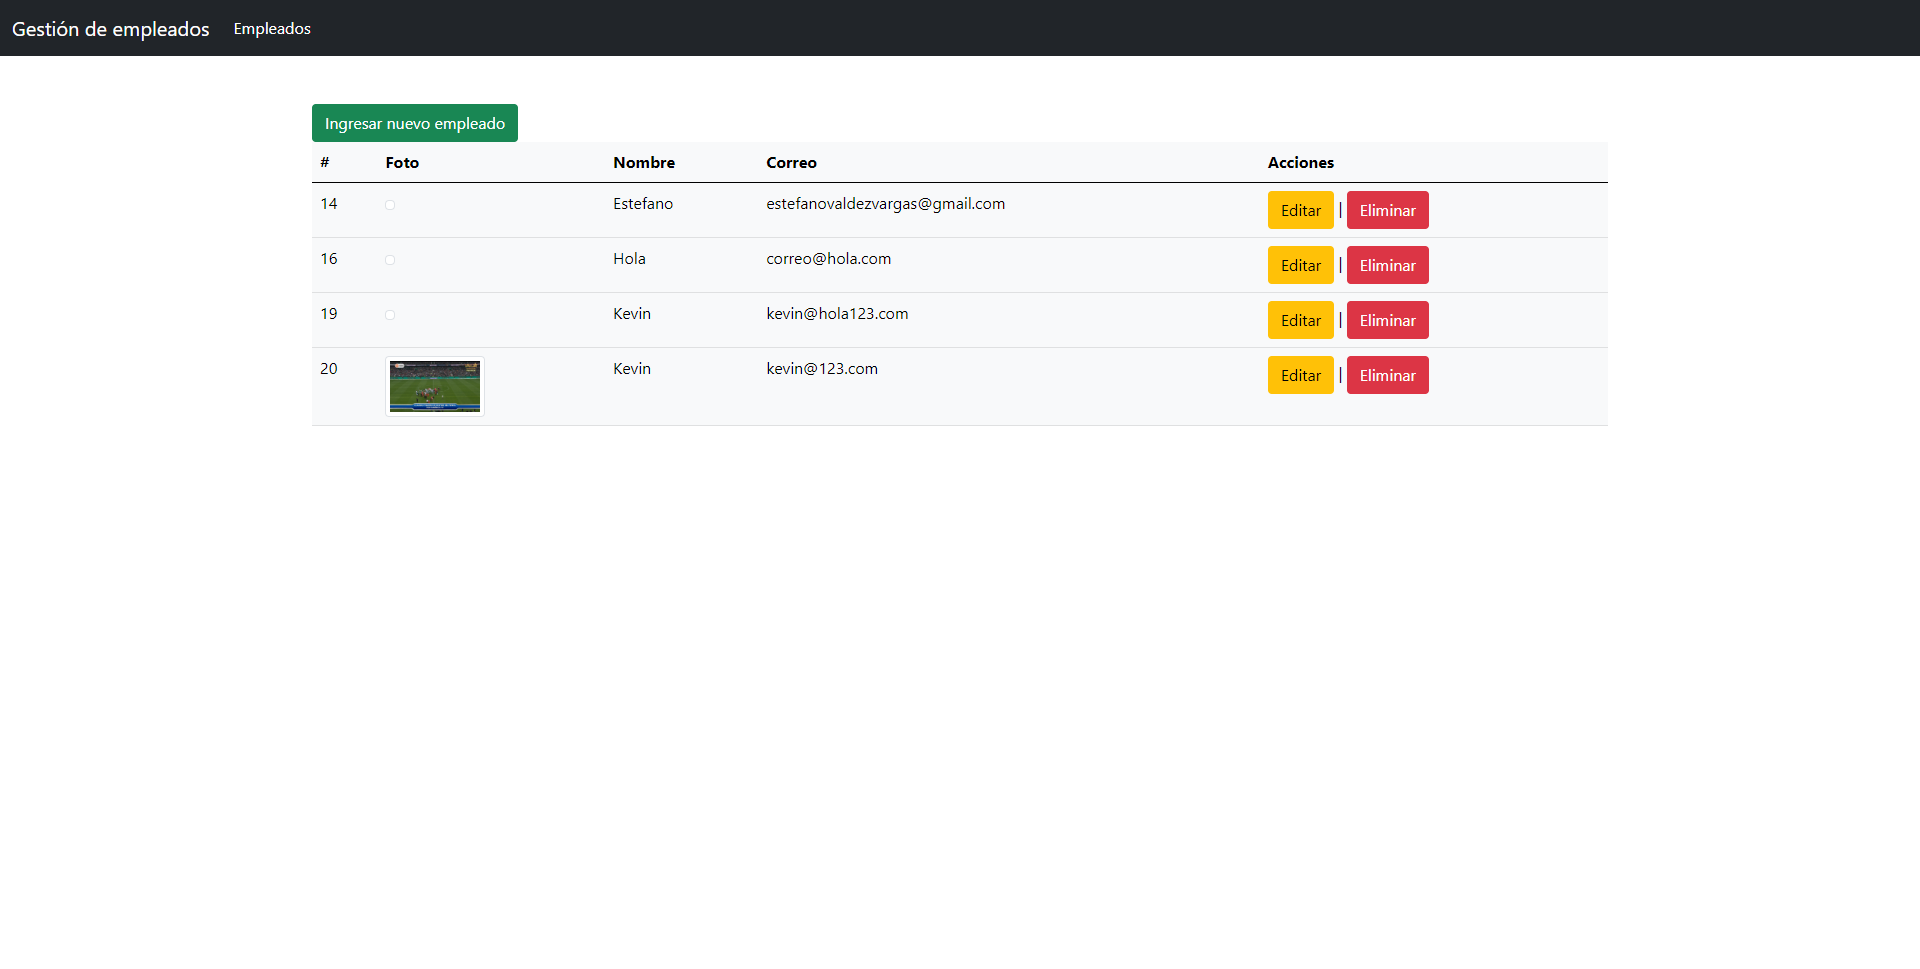 Gestión de empleados Empleados
Ingresar nuevo empleado
# Foto Nombre Correo Acciones
14 Estefano estefanovaldezvargas@gmail.com Editar | Eliminar
16 Hola correo@hola.com Editar | Eliminar
19 Kevin kevin@hola123.com Editar | Eliminar
20 Kevin kevin@123.com Editar | Eliminar